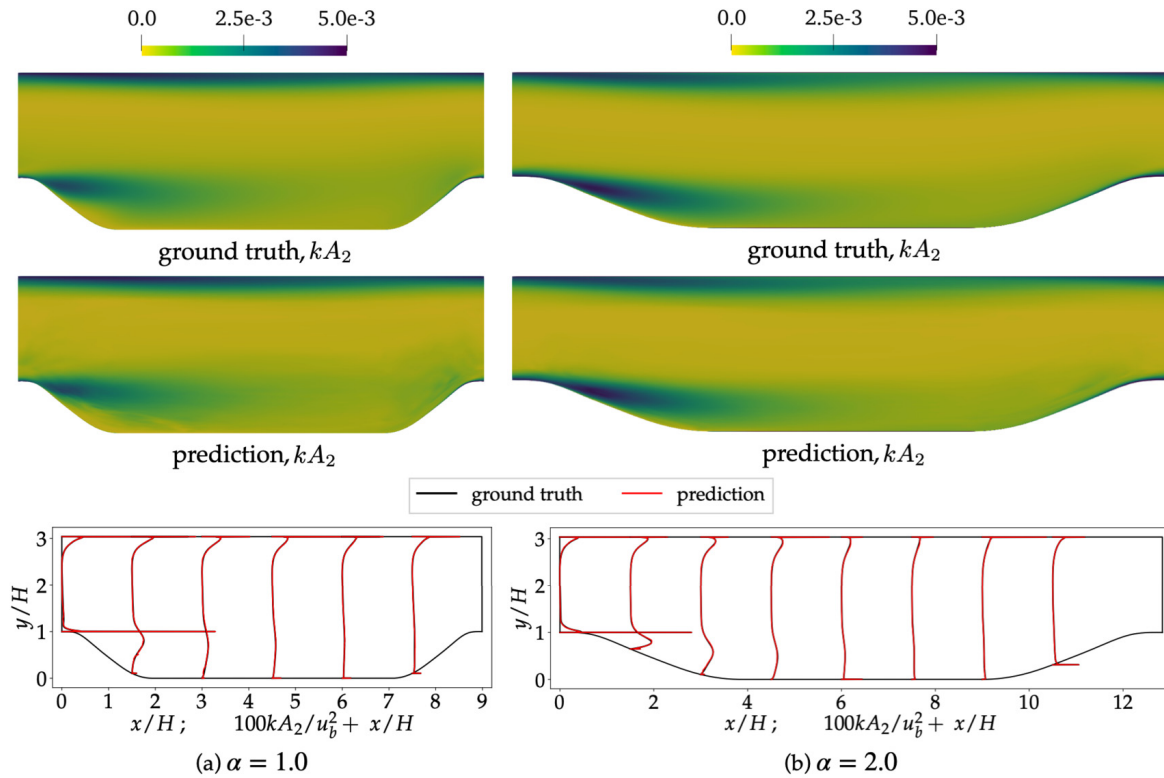 0.0 2.5e-3 5.0e-3
0.0 2.5e-3 5.0e-3
ground truth, kA₂
ground truth, kA₂
prediction, kA₂
prediction, kA₂
ground truth prediction
y/H
3
2
1
0
0 1 2 3 4 5 6 7 8 9
x/H ; 100kA₂/u_b² + x/H
(a) α = 1.0
y/H
3
2
1
0
0 2 4 6 8 10 12
x/H ; 100kA₂/u_b² + x/H
(b) α = 2.0